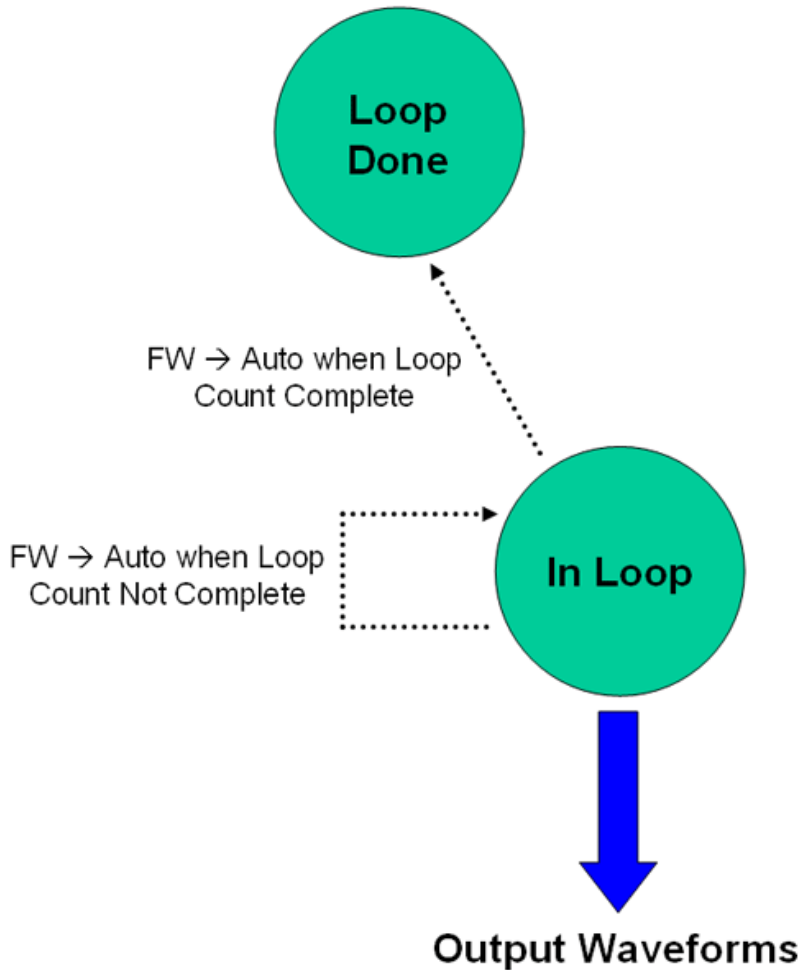 Loop
Done
FW → Auto when Loop
Count Complete
FW → Auto when Loop
Count Not Complete
In Loop
Output Waveforms